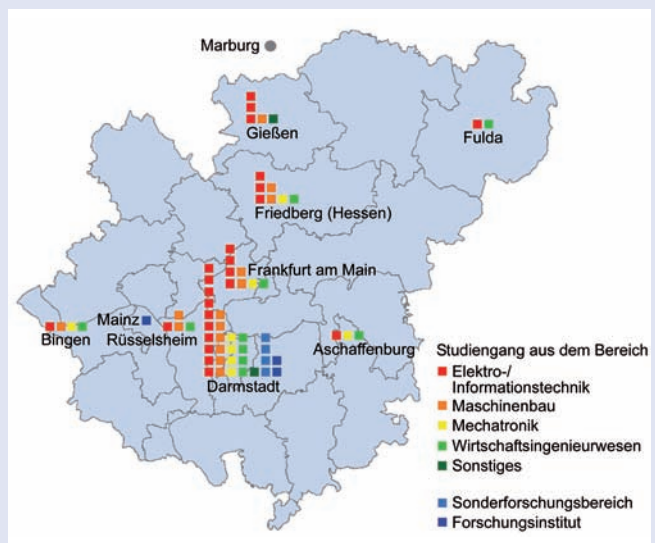 Marburg
Gießen
Fulda
Friedberg (Hessen)
Frankfurt am Main
Mainz
Bingen
Rüsselsheim
Darmstadt
Aschaffenburg
Studiengang aus dem Bereich
Elektro-/
Informationstechnik
Maschinenbau
Mechatronik
Wirtschaftsingenieurwesen
Sonstiges
Sonderforschungsbereich
Forschungsinstitut